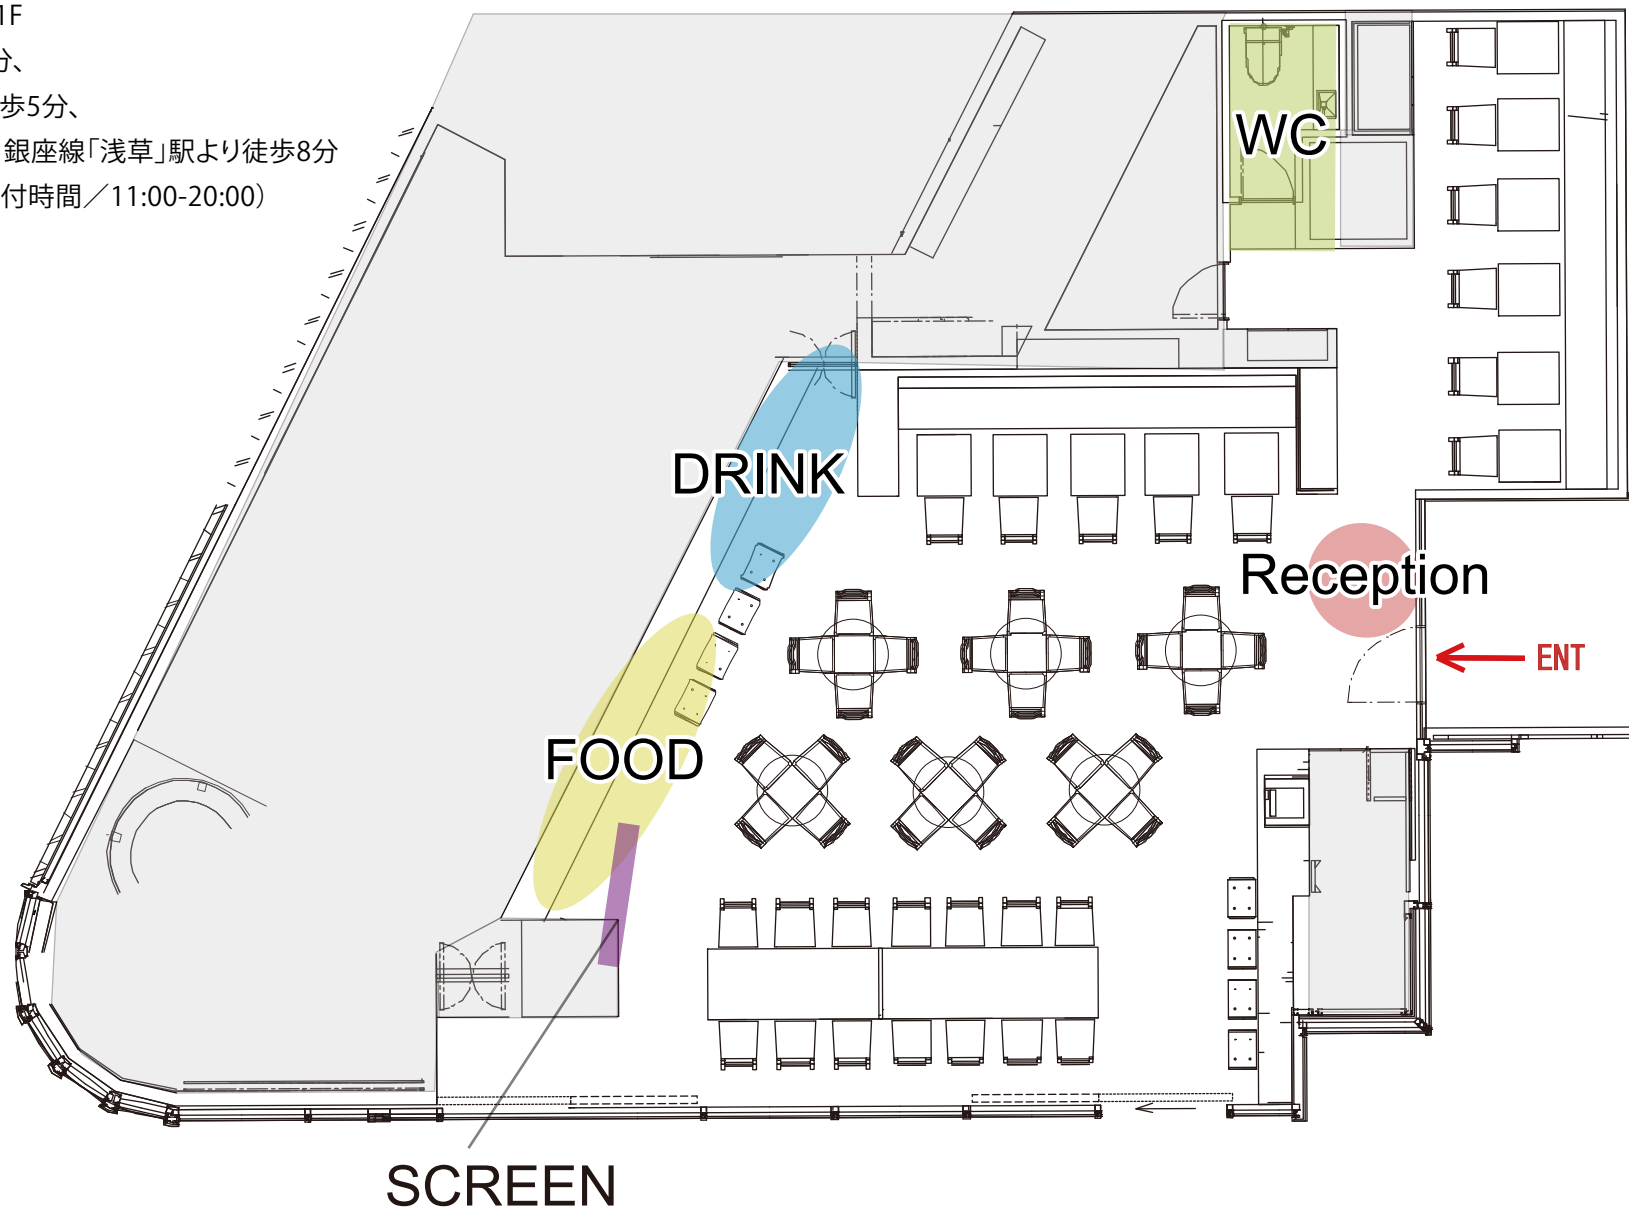 1F
分、
歩5分、
銀座線「浅草」駅より徒歩8分
付時間／11:00-20:00）
WC
DRINK
Reception
ENT
FOOD
SCREEN